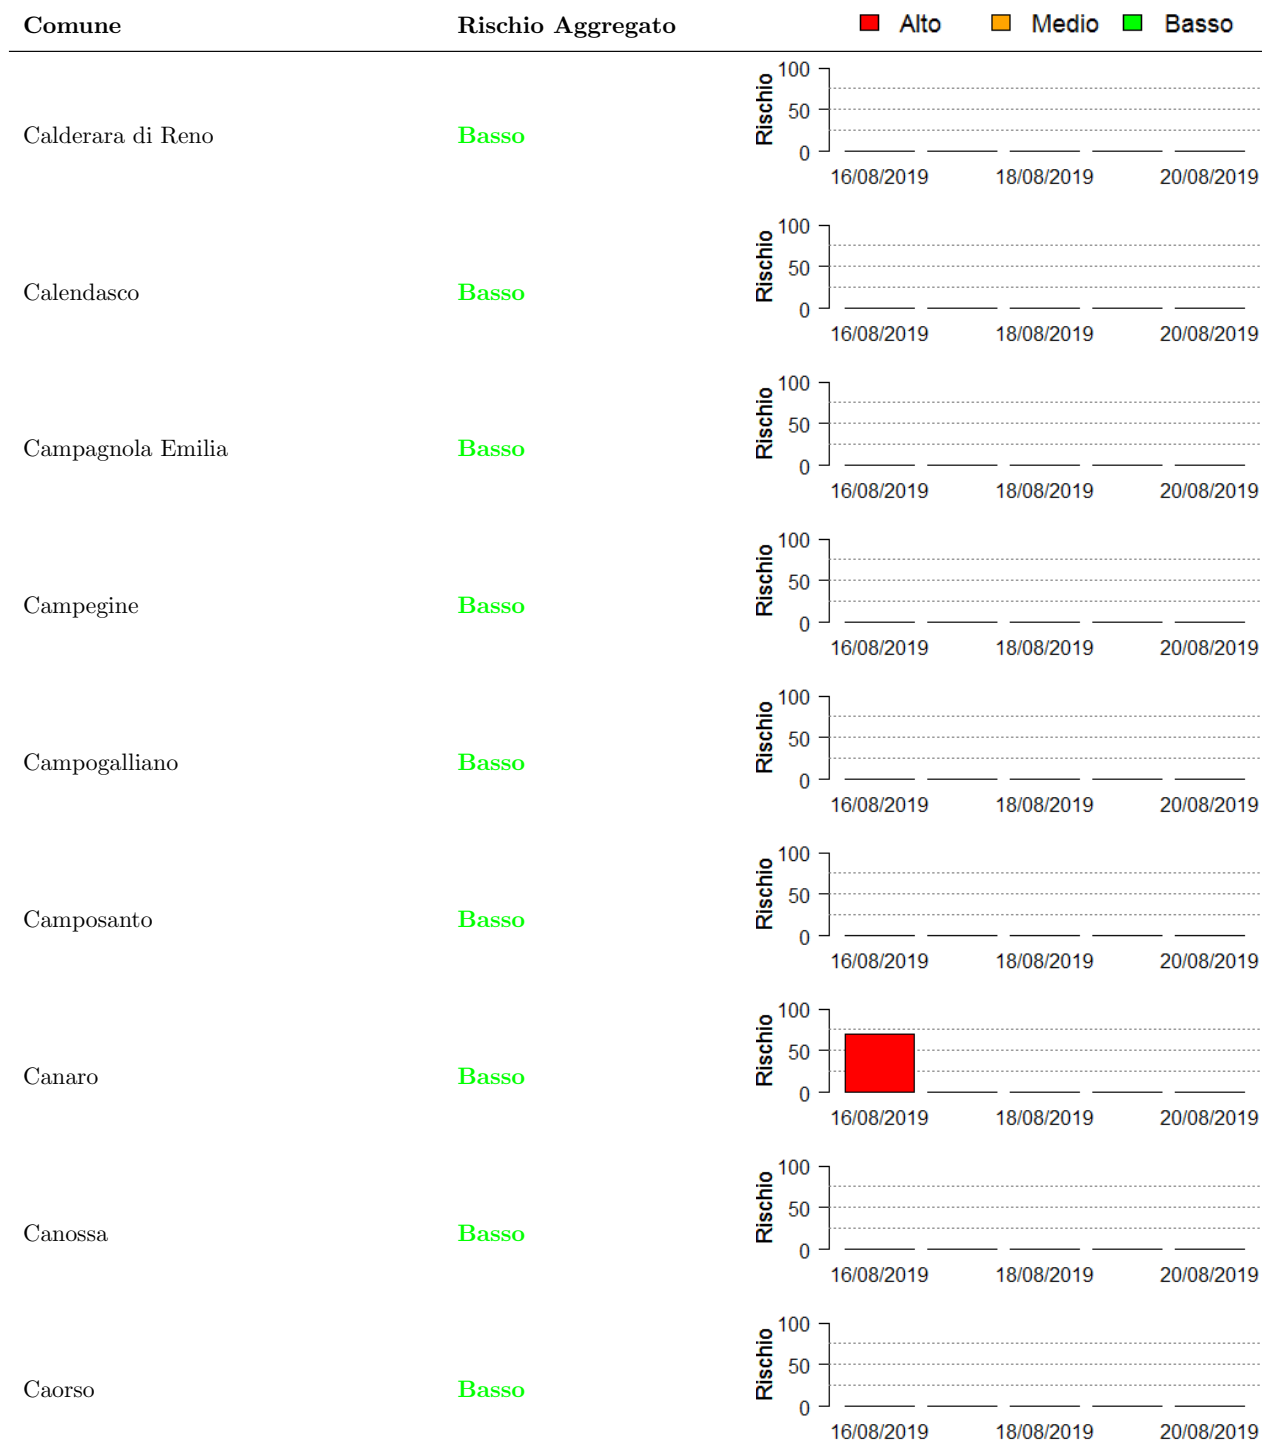 Comune Rischio Aggregato Alto Medio Basso
Calderara di Reno Basso
Rischio
100
50
0
16/08/2019 18/08/2019 20/08/2019
Calendasco Basso
Rischio
100
50
0
16/08/2019 18/08/2019 20/08/2019
Campagnola Emilia Basso
Rischio
100
50
0
16/08/2019 18/08/2019 20/08/2019
Campegine Basso
Rischio
100
50
0
16/08/2019 18/08/2019 20/08/2019
Campogalliano Basso
Rischio
100
50
0
16/08/2019 18/08/2019 20/08/2019
Camposanto Basso
Rischio
100
50
0
16/08/2019 18/08/2019 20/08/2019
Canaro Basso
Rischio
100
50
0
16/08/2019 18/08/2019 20/08/2019
Canossa Basso
Rischio
100
50
0
16/08/2019 18/08/2019 20/08/2019
Caorso Basso
Rischio
100
50
0
16/08/2019 18/08/2019 20/08/2019